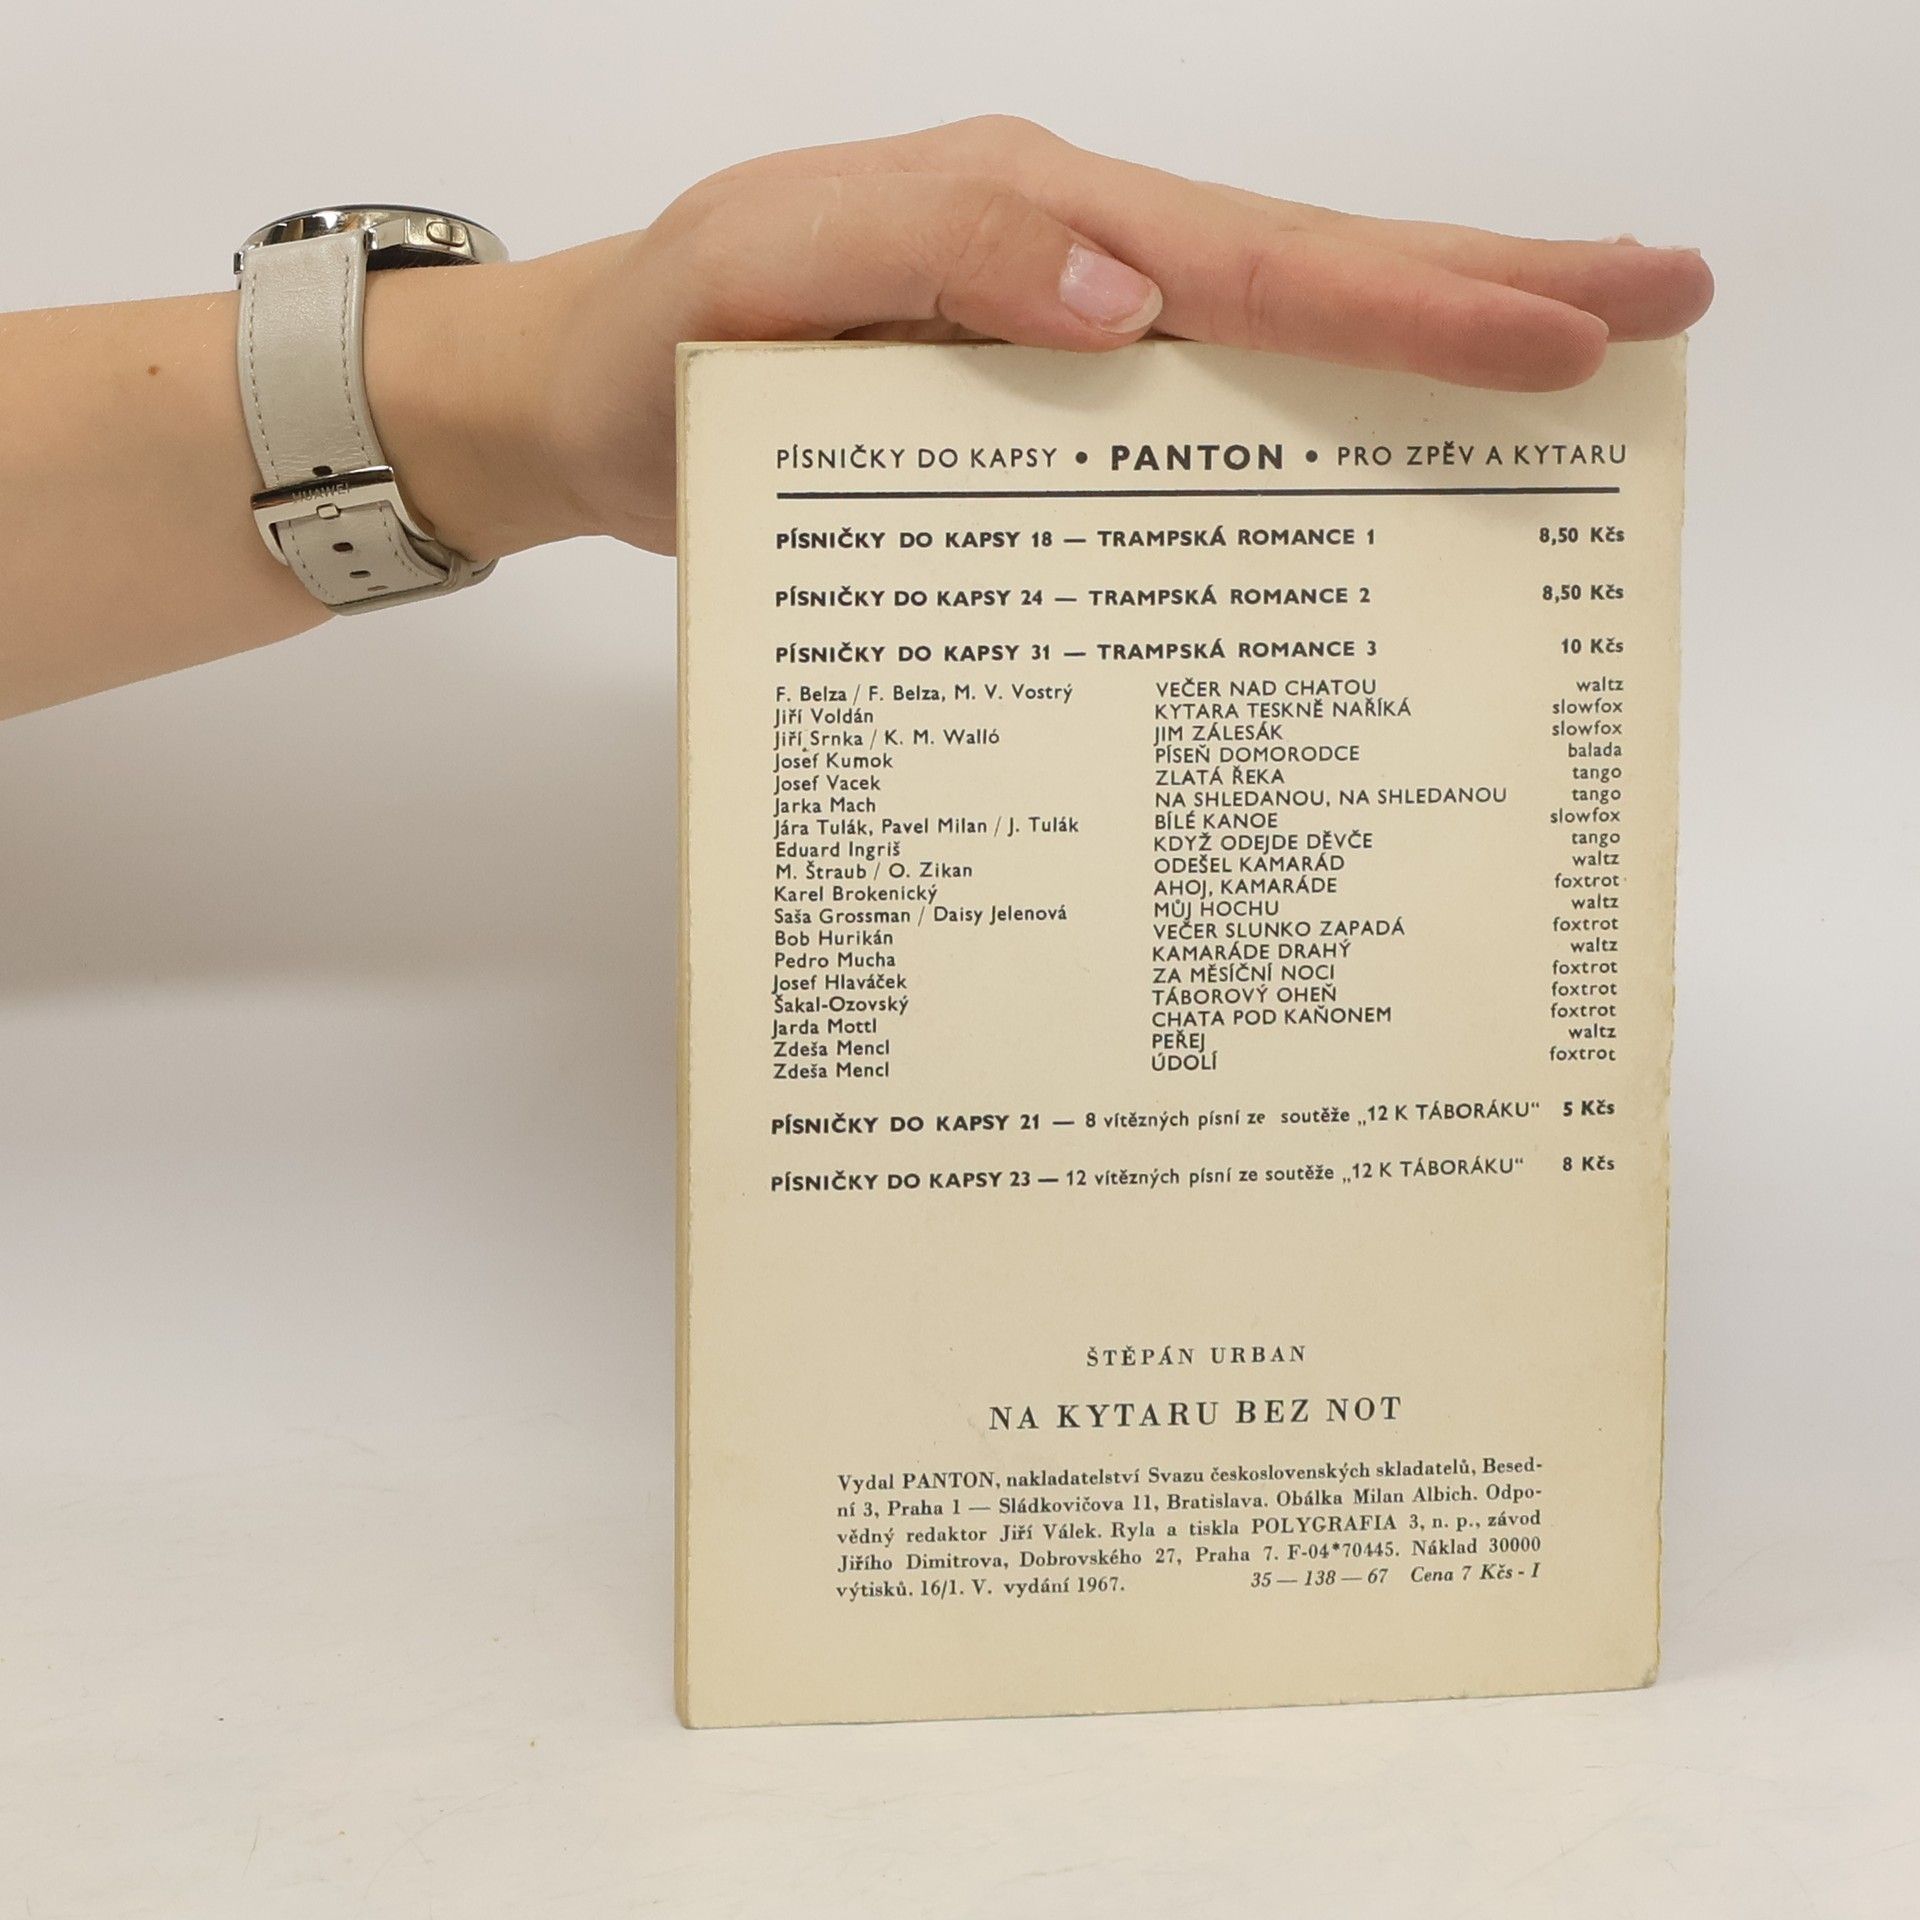 HUAWEI
PÍSNIČKY DO KAPSY • PANTON • PRO ZPĚV A KYTARU
PÍSNIČKY DO KAPSY 18 — TRAMPSKÁ ROMANCE 1 8,50 Kčs
PÍSNIČKY DO KAPSY 24 — TRAMPSKÁ ROMANCE 2 8,50 Kčs
PÍSNIČKY DO KAPSY 31 — TRAMPSKÁ ROMANCE 3 10 Kčs
F. Belza / F. Belza, M. V. Vostrý VEČER NAD CHATOU waltz
Jiří Voldán KYTARA TESKNĚ NAŘÍKÁ slowfox
Jiří Srnka / K. M. Walló JIM ZÁLESÁK slowfox
Josef Kumok PÍSEŇ DOMORODCE balada
Josef Vacek ZLATÁ ŘEKA tango
Jarka Mach NA SHLEDANOU, NA SHLEDANOU tango
Jára Tulák, Pavel Milan / J. Tulák BÍLÉ KANOE slowfox
Eduard Ingriš KDYŽ ODEJDE DĚVČE tango
M. Štraub / O. Zikan ODEŠEL KAMARÁD waltz
Karel Brokenický AHOJ, KAMARÁDE foxtrot
Saša Grossman / Daisy Jelenová MŮJ HOCHU waltz
Bob Hurikán VEČER SLUNKO ZAPADÁ foxtrot
Pedro Mucha KAMARÁDE DRAHÝ waltz
Josef Hlaváček ZA MĚSÍČNÍ NOCI foxtrot
Šakal-Ozovský TÁBOROVÝ OHEŇ foxtrot
Jarda Mottl CHATA POD KAŇONEM foxtrot
Zdeša Mencl PEŘEJ waltz
Zdeša Mencl ÚDOLÍ foxtrot
PÍSNIČKY DO KAPSY 21 — 8 vítězných písní ze soutěže „12 K TÁBORÁKU“ 5 Kčs
PÍSNIČKY DO KAPSY 23 — 12 vítězných písní ze soutěže „12 K TÁBORÁKU“ 8 Kčs
ŠTĚPÁN URBAN
NA KYTARU BEZ NOT
Vydal PANTON, nakladatelství Svazu československých skladatelů, Besed-
ní 3, Praha 1 — Sládkovičova 11, Bratislava. Obálka Milan Albich. Odpo-
vědný redaktor Jiří Válek. Ryla a tiskla POLYGRAFIA 3, n. p., závod
Jiřího Dimitrova, Dobrovského 27, Praha 7. F-04*70445. Náklad 30000
výtisků. 16/1. V. vydání 1967. 35 — 138 — 67 Cena 7 Kčs - I